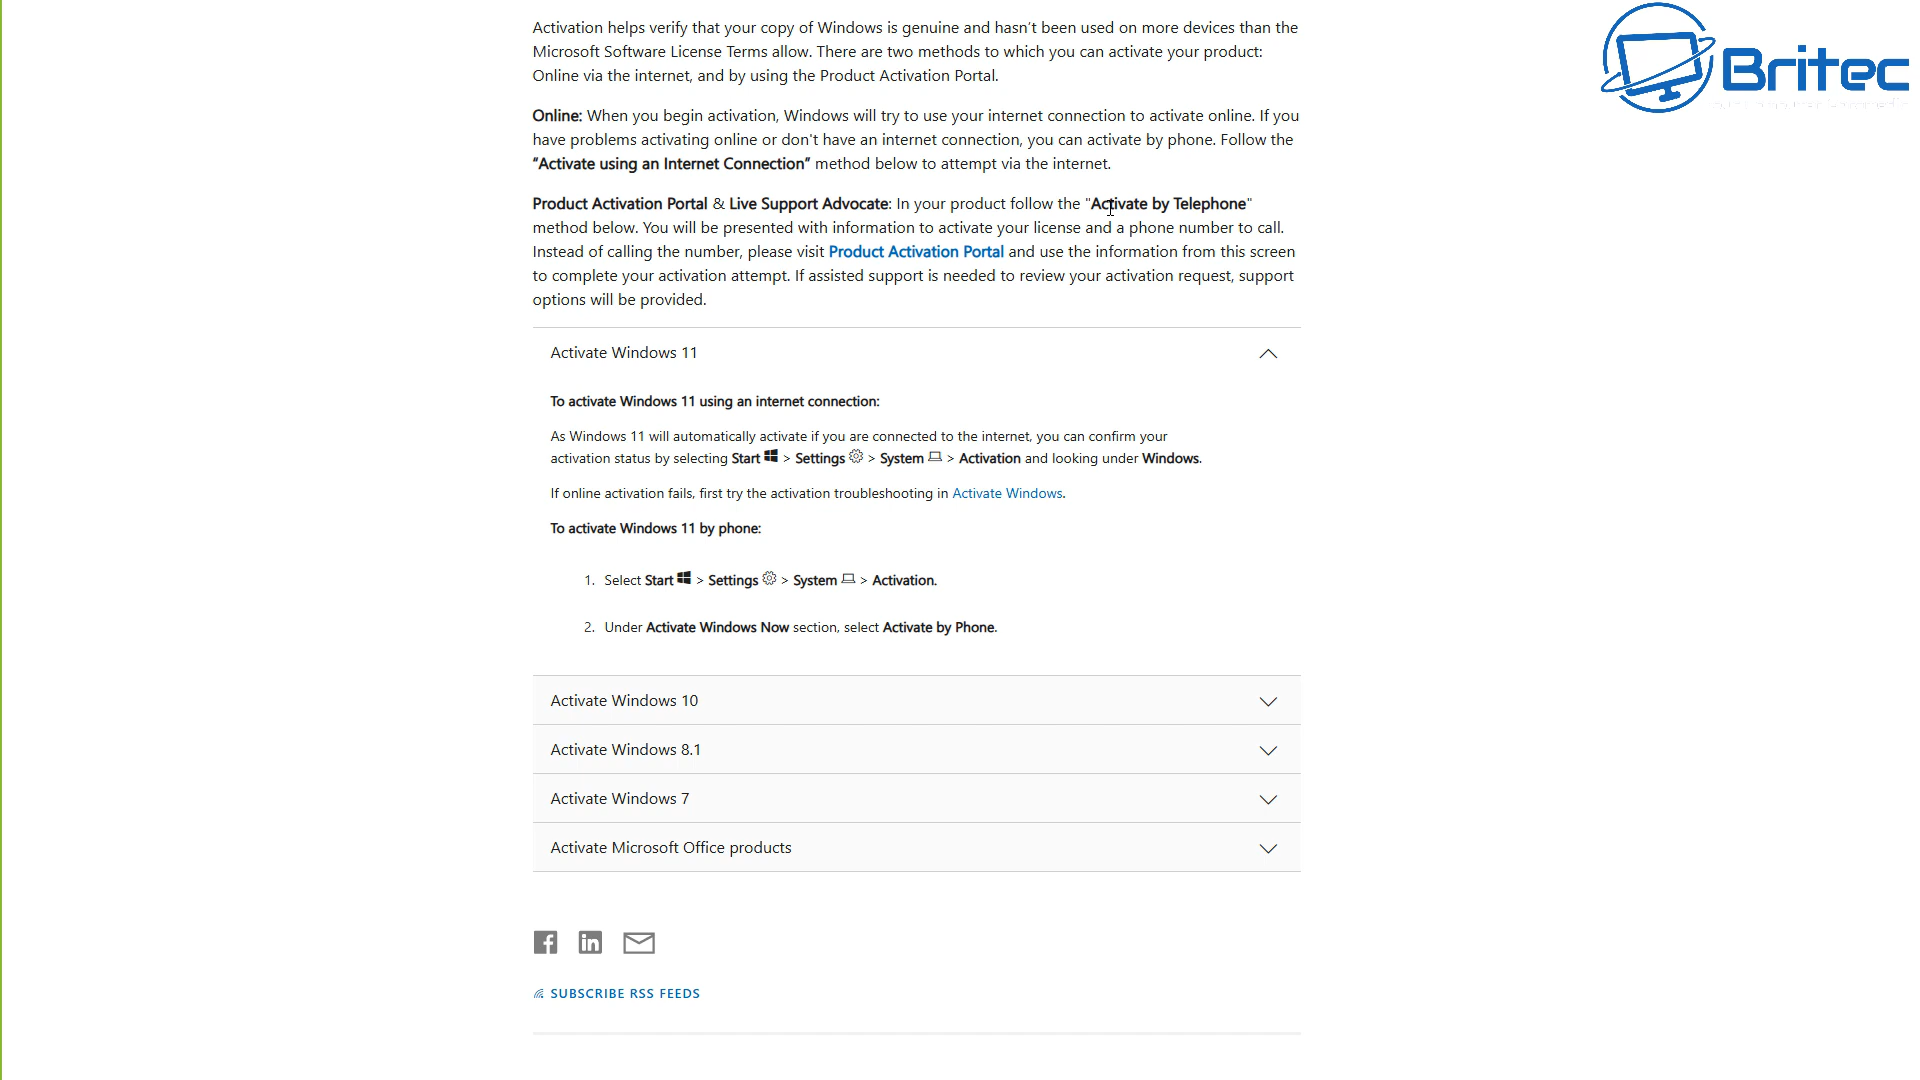 Activation helps verify that your copy of Windows is genuine and hasn't been used on more devices than the
Microsoft Software License Terms allow. There are two methods to which you can activate your product:
Online via the internet, and by using the Product Activation Portal.
Online: When you begin activation, Windows will try to use your internet connection to activate online. If you
have problems activating online or don't have an internet connection, you can activate by phone. Follow the
“Activate using an Internet Connection” method below to attempt via the internet.
Product Activation Portal & Live Support Advocate: In your product follow the "Activate by Telephone"
method below. You will be presented with information to activate your license and a phone number to call.
Instead of calling the number, please visit Product Activation Portal and use the information from this screen
to complete your activation attempt. If assisted support is needed to review your activation request, support
options will be provided.
Activate Windows 11
To activate Windows 11 using an internet connection:
As Windows 11 will automatically activate if you are connected to the internet, you can confirm your
activation status by selecting Start > Settings > System > Activation and looking under Windows.
If online activation fails, first try the activation troubleshooting in Activate Windows.
To activate Windows 11 by phone:
1. Select Start > Settings > System > Activation.
2. Under Activate Windows Now section, select Activate by Phone.
Activate Windows 10
Activate Windows 8.1
Activate Windows 7
Activate Microsoft Office products
SUBSCRIBE RSS FEEDS
Britec